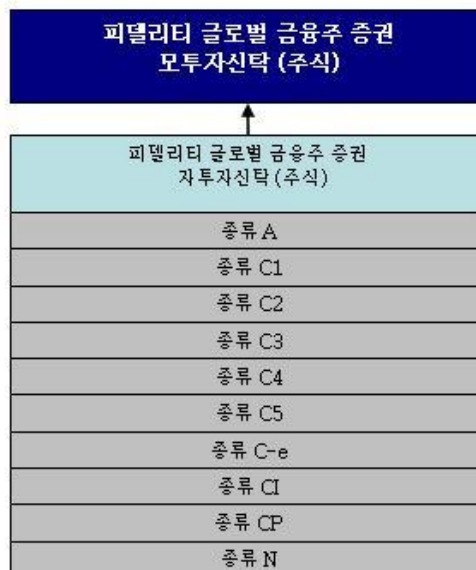 피델리티 글로벌 금융주 증권
모투자신탁 (주식)
피델리티 글로벌 금융주 증권
자투자신탁 (주식)
종류 A
종류 C1
종류 C2
종류 C3
종류 C4
종류 C5
종류 C-e
종류 CI
종류 CP
종류 N